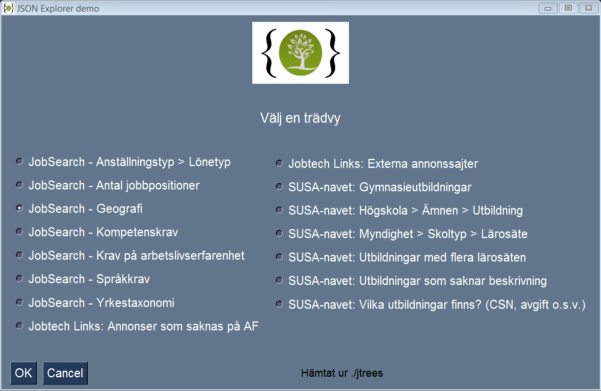 JSON Explorer demo
Välj en trädvy
JobSearch - Anställningstyp > Lönetyp
JobSearch - Antal jobbpositioner
JobSearch - Geografi
JobSearch - Kompetenskrav
JobSearch - Krav på arbetslivserfarenhet
JobSearch - Språkkrav
JobSearch - Yrkestaxonomi
Jobtech Links: Annonser som saknas på AF
Jobtech Links: Externa annonssajter
SUSA-navet: Gymnasieutbildningar
SUSA-navet: Högskola > Ämnen > Utbildning
SUSA-navet: Myndighet > Skoltyp > Lärosäte
SUSA-navet: Utbildningar med flera lärosäten
SUSA-navet: Utbildningar som saknar beskrivning
SUSA-navet: Vilka utbildningar finns? (CSN, avgift o.s.v.)
OK Cancel
Hämtat ur ./jtrees